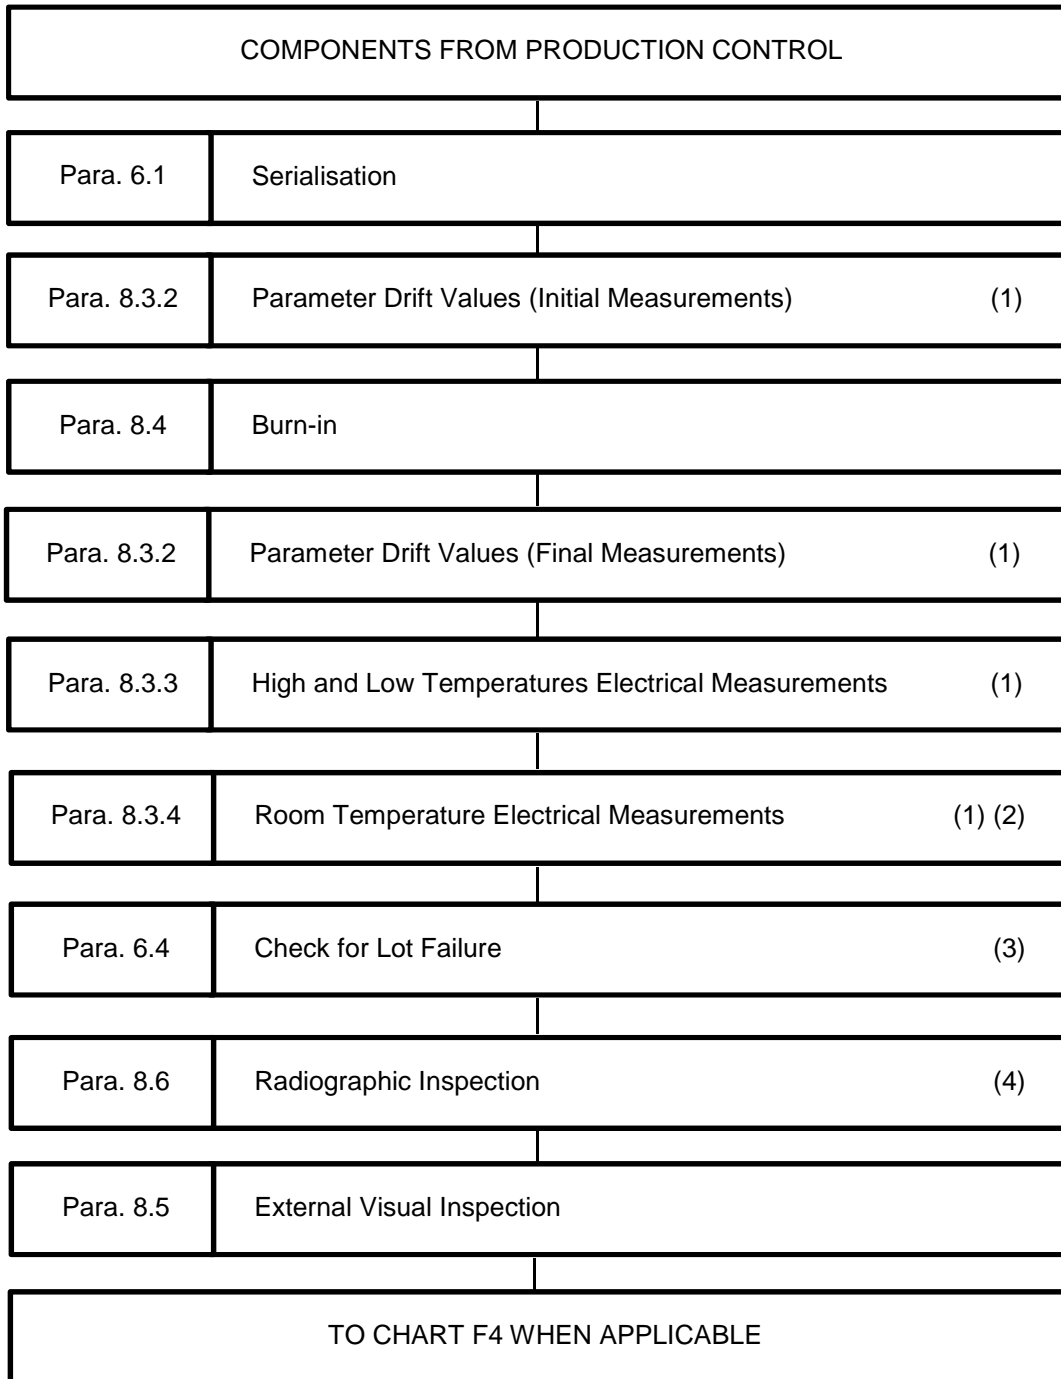 COMPONENTS FROM PRODUCTION CONTROL
Para. 6.1 Serialisation
Para. 8.3.2 Parameter Drift Values (Initial Measurements) (1)
Para. 8.4 Burn-in
Para. 8.3.2 Parameter Drift Values (Final Measurements) (1)
Para. 8.3.3 High and Low Temperatures Electrical Measurements (1)
Para. 8.3.4 Room Temperature Electrical Measurements (1) (2)
Para. 6.4 Check for Lot Failure (3)
Para. 8.6 Radiographic Inspection (4)
Para. 8.5 External Visual Inspection
TO CHART F4 WHEN APPLICABLE